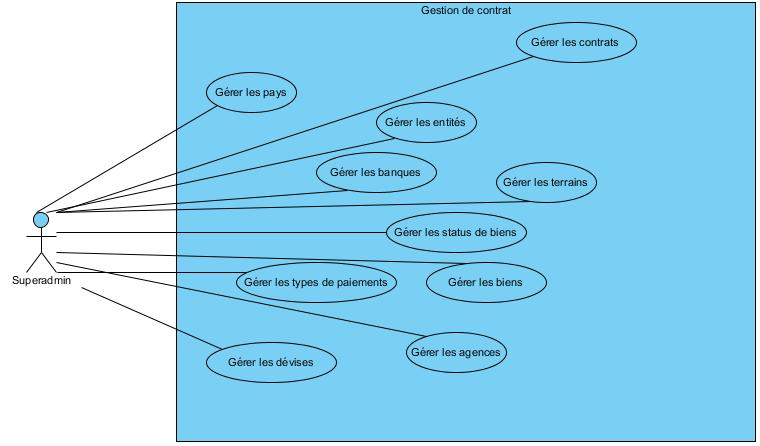 Gestion de contrat
Gérer les contrats
Gérer les pays
Gérer les entités
Gérer les banques
Gérer les terrains
Gérer les status de biens
Superadmin
Gérer les types de paiements
Gérer les biens
Gérer les agences
Gérer les dévises